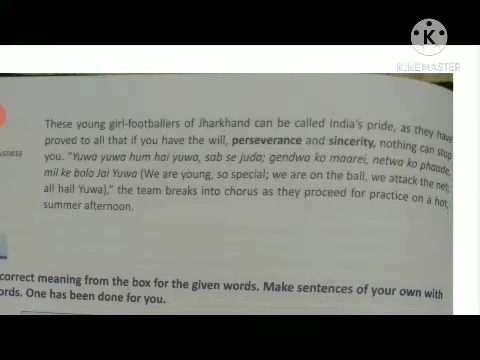 K
KINEMASTER
These young girl-footballers of Jharkhand can be called India's pride, as they have
proved to all that if you have the will, perseverance and sincerity, nothing can stop
usness
you. "Yuwa yuwa hum hai yuwa, sab se juda; gendwa ko maarei, netwa ko phaade,
mil ke bolo Jai Yuwa (We are young, so special; we are on the ball, we attack the net;
all hail Yuwa)," the team breaks into chorus as they proceed for practice on a hot,
summer afternoon.
correct meaning from the box for the given words. Make sentences of your own with
ords. One has been done for you.